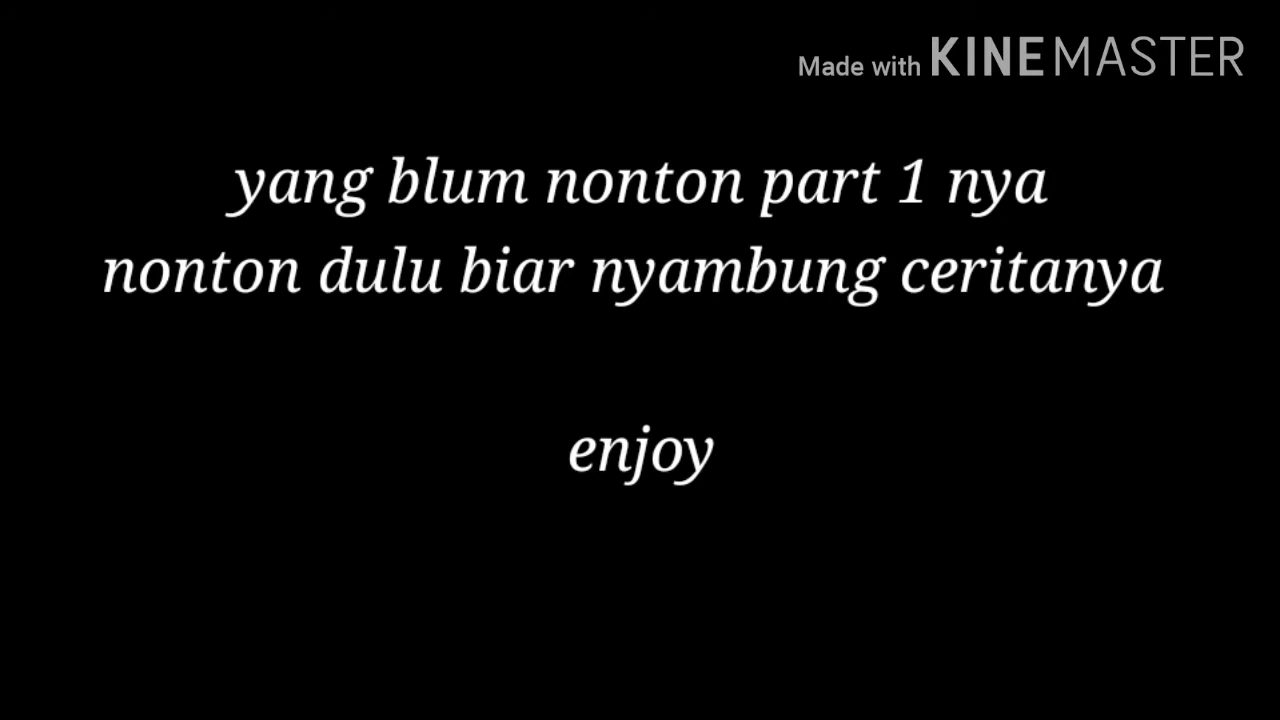 Made with KINEMASTER
yang blum nonton part 1 nya
nonton dulu biar nyambung ceritanya
enjoy